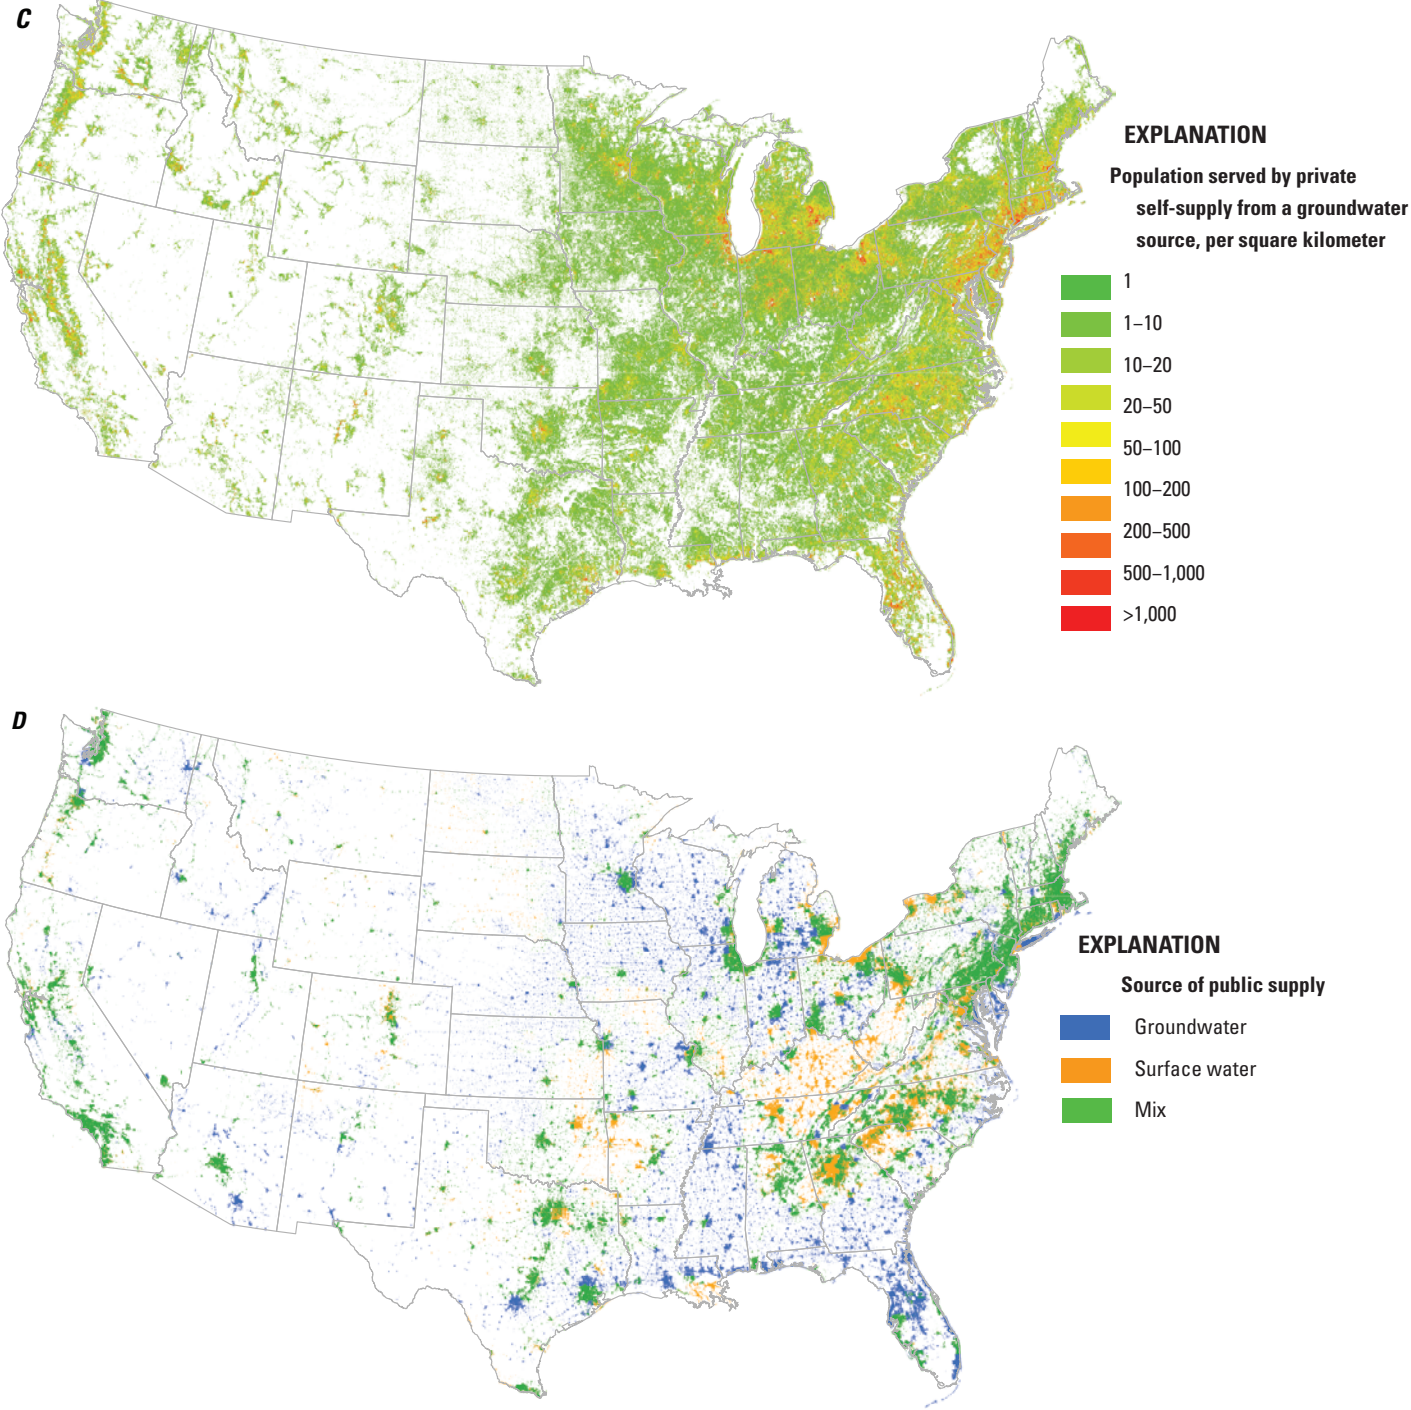 C
EXPLANATION
Population served by private
self-supply from a groundwater
source, per square kilometer
1
1–10
10–20
20–50
50–100
100–200
200–500
500–1,000
>1,000
D
EXPLANATION
Source of public supply
Groundwater
Surface water
Mix